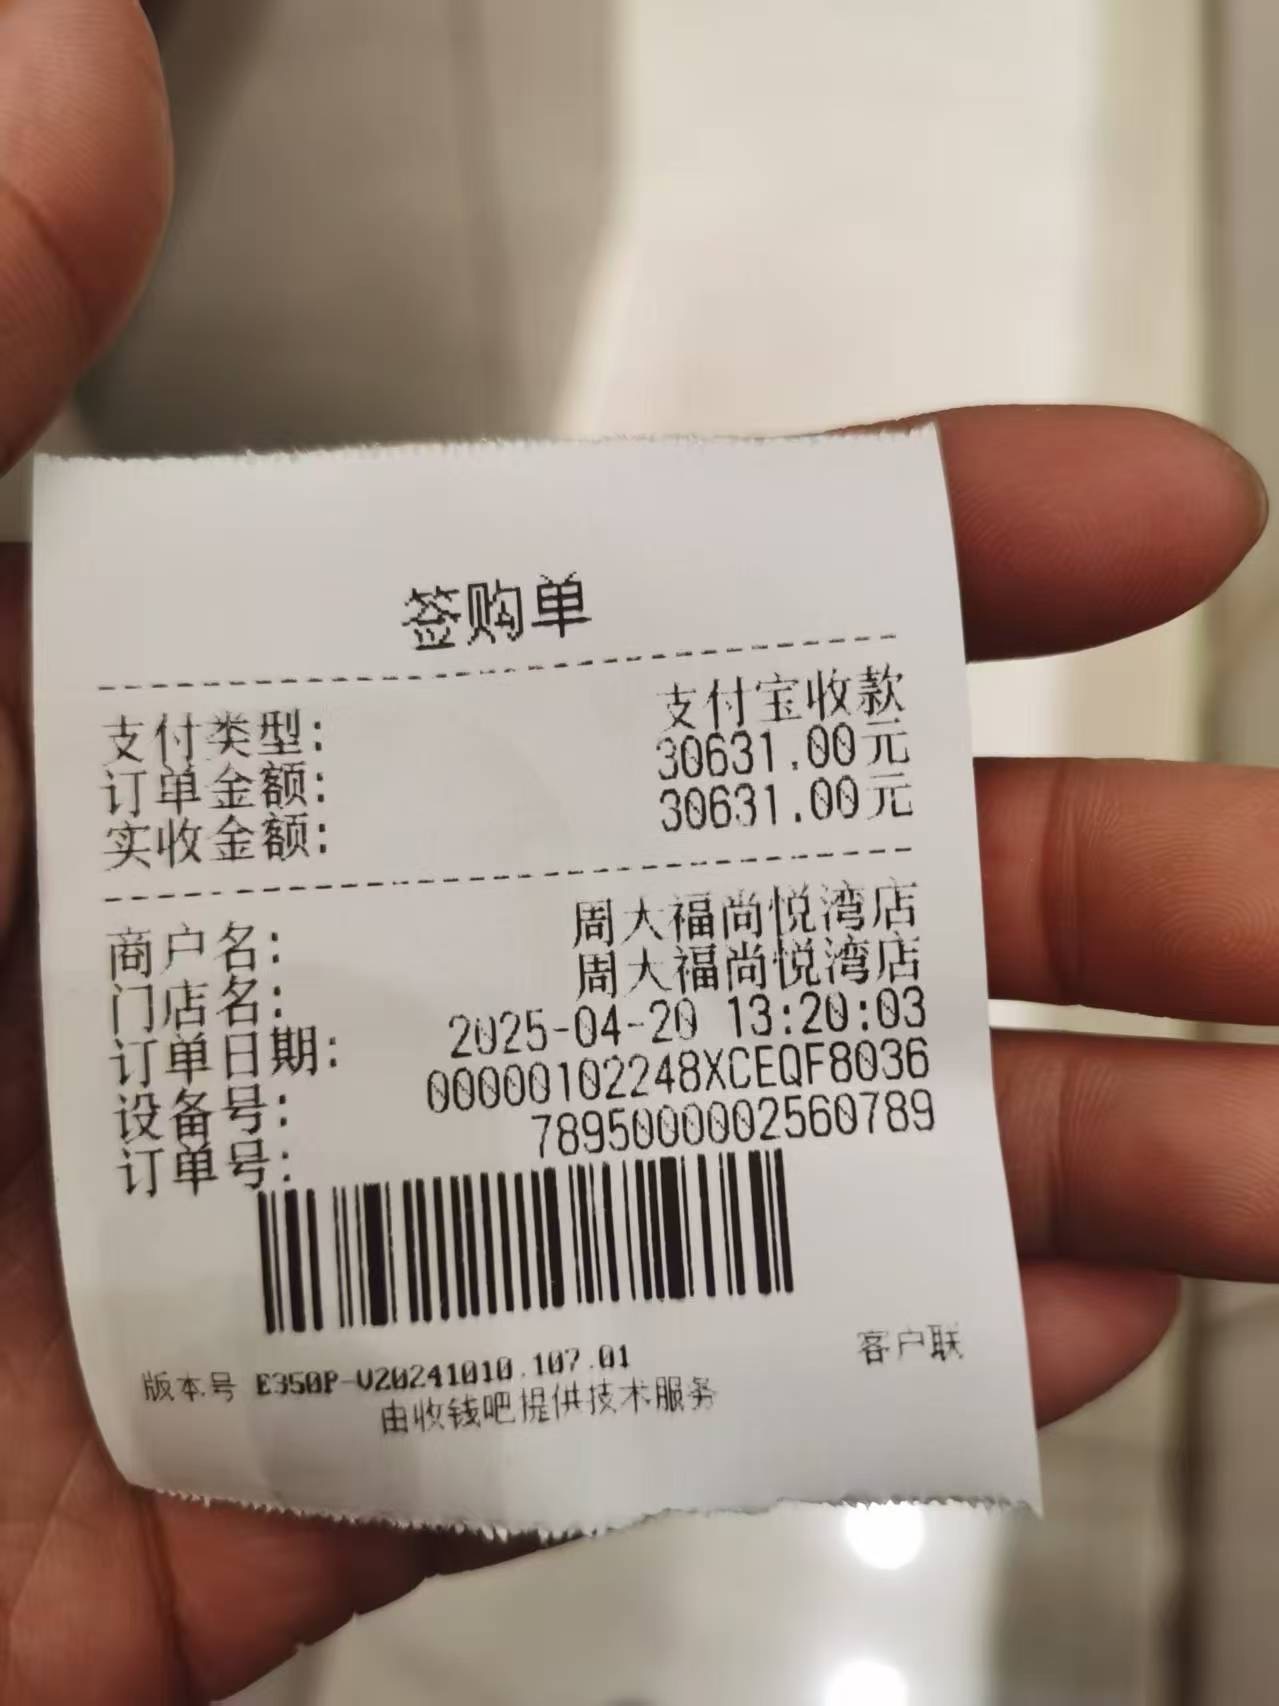 签购单
支付类型: 支付宝收款
订单金额: 30631.00元
实收金额: 30631.00元
商户名: 周大福尚悦湾店
门店名: 周大福尚悦湾店
订单日期: 2025-04-20 13:20:03
设备号: 00000102248XCEQF8036
订单号: 7895000002560789
版本号 E350P-V20241010.107.01 客户联
由收钱吧提供技术服务